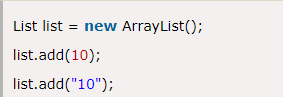 List list = new ArrayList();
list.add(10);
list.add("10");